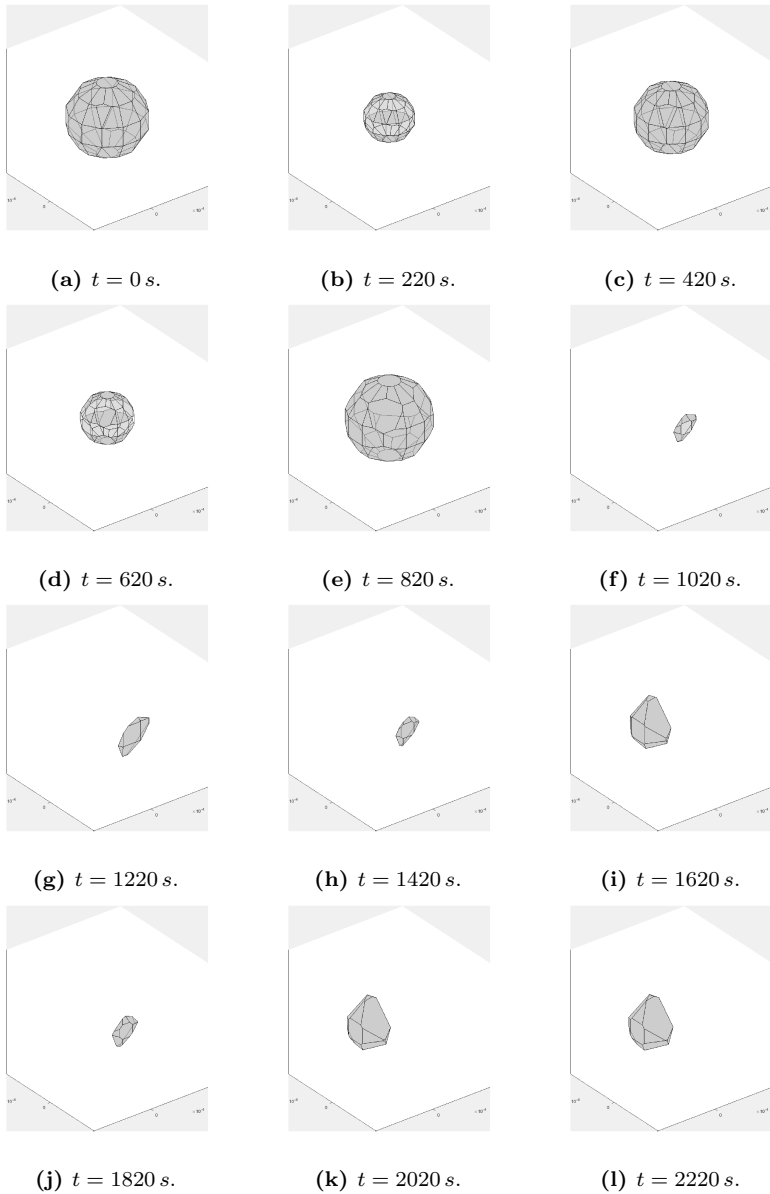 (a) t = 0 s.
(b) t = 220 s.
(c) t = 420 s.
(d) t = 620 s.
(e) t = 820 s.
(f) t = 1020 s.
(g) t = 1220 s.
(h) t = 1420 s.
(i) t = 1620 s.
(j) t = 1820 s.
(k) t = 2020 s.
(l) t = 2220 s.